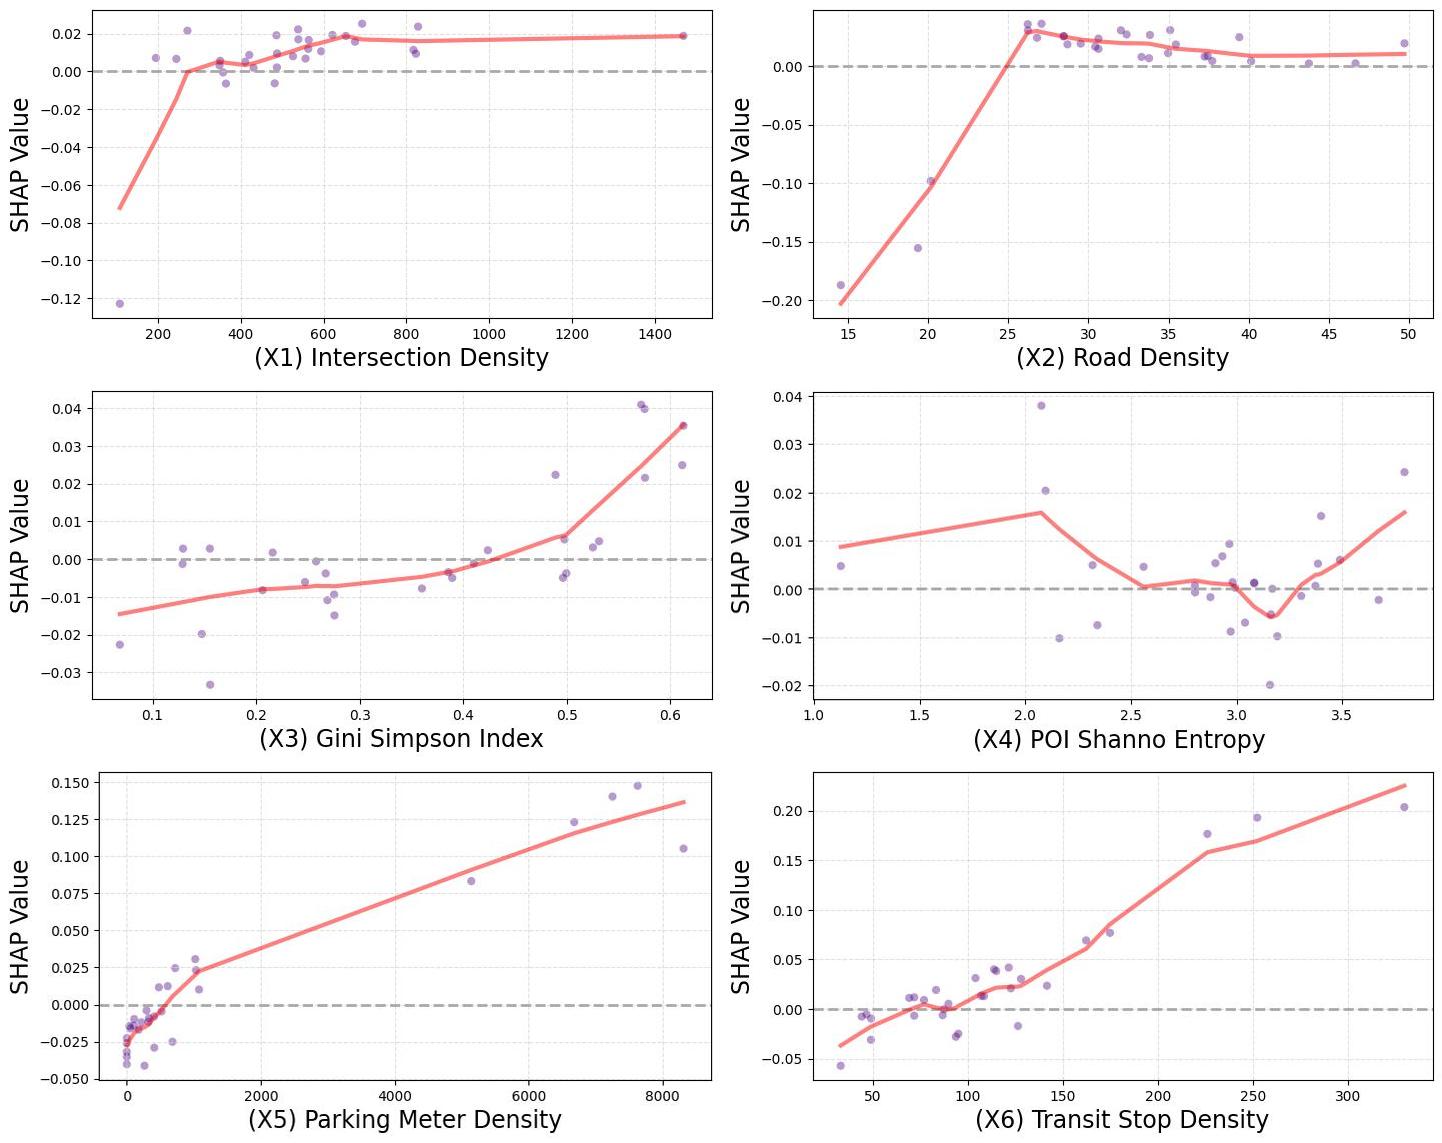 SHAP Value
0.02
0.00
−0.02
−0.04
−0.06
−0.08
−0.10
−0.12
200 400 600 800 1000 1200 1400
(X1) Intersection Density
SHAP Value
0.00
−0.05
−0.10
−0.15
−0.20
15 20 25 30 35 40 45 50
(X2) Road Density
SHAP Value
0.04
0.03
0.02
0.01
0.00
−0.01
−0.02
−0.03
0.1 0.2 0.3 0.4 0.5 0.6
(X3) Gini Simpson Index
SHAP Value
0.04
0.03
0.02
0.01
0.00
−0.01
−0.02
1.0 1.5 2.0 2.5 3.0 3.5
(X4) POI Shanno Entropy
SHAP Value
0.150
0.125
0.100
0.075
0.050
0.025
0.000
−0.025
−0.050
0 2000 4000 6000 8000
(X5) Parking Meter Density
SHAP Value
0.20
0.15
0.10
0.05
0.00
−0.05
50 100 150 200 250 300
(X6) Transit Stop Density